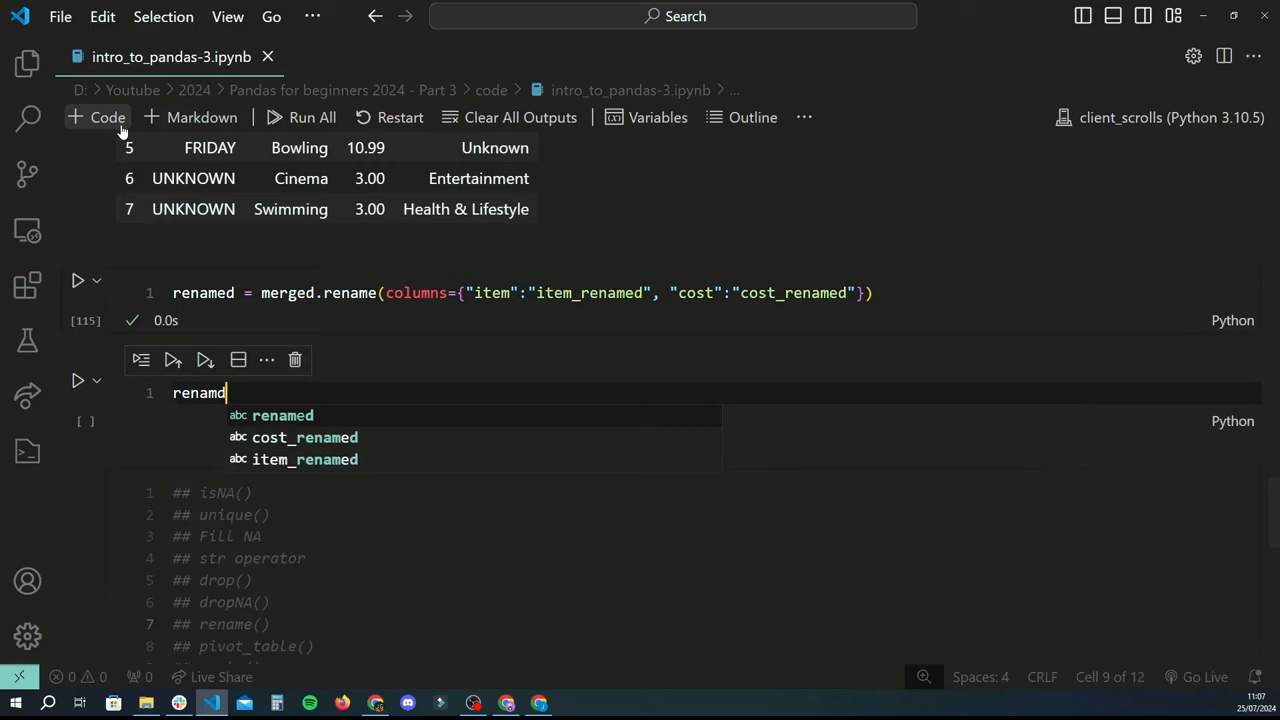 File Edit Selection View Go ··· Search
intro_to_pandas-3.ipynb
D: > Youtube > 2024 > Pandas for beginners 2024 - Part 3 > code > intro_to_pandas-3.ipynb > ...
+ Code + Markdown Run All Restart Clear All Outputs Variables Outline ··· client_scrolls (Python 3.10.5)
5 FRIDAY Bowling 10.99 Unknown
6 UNKNOWN Cinema 3.00 Entertainment
7 UNKNOWN Swimming 3.00 Health & Lifestyle
1 renamed = merged.rename(columns={"item":"item_renamed", "cost":"cost_renamed"})
[115] 0.0s Python
1 renamd
abc renamed
[ ] Python
abc cost_renamed
abc item_renamed
1 ## isNA()
2 ## unique()
3 ## Fill NA
4 ## str operator
5 ## drop()
6 ## dropNA()
7 ## rename()
8 ## pivot_table()
0 0 0 Live Share Spaces: 4 CRLF Cell 9 of 12 Go Live
11:07
25/07/2024